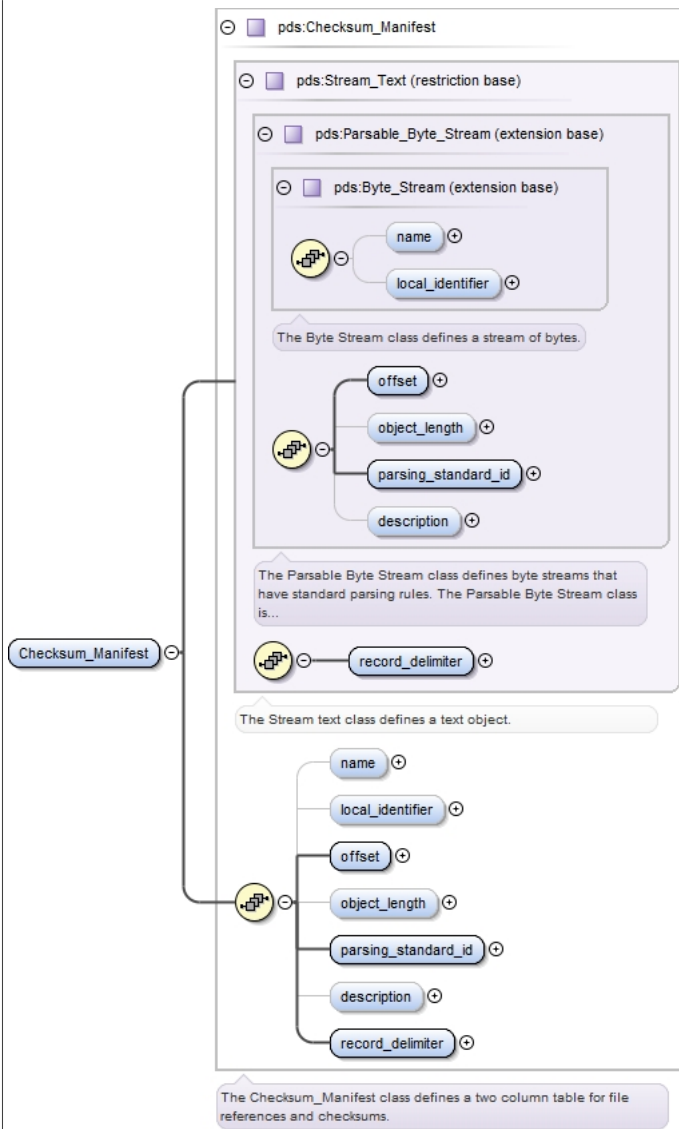 pds:Checksum_Manifest
pds:Stream_Text (restriction base)
pds:Parsable_Byte_Stream (extension base)
pds:Byte_Stream (extension base)
name
local_identifier
The Byte Stream class defines a stream of bytes.
offset
object_length
parsing_standard_id
description
The Parsable Byte Stream class defines byte streams that
have standard parsing rules. The Parsable Byte Stream class
is...
Checksum_Manifest
record_delimiter
The Stream text class defines a text object.
name
local_identifier
offset
object_length
parsing_standard_id
description
record_delimiter
The Checksum_Manifest class defines a two column table for file
references and checksums.